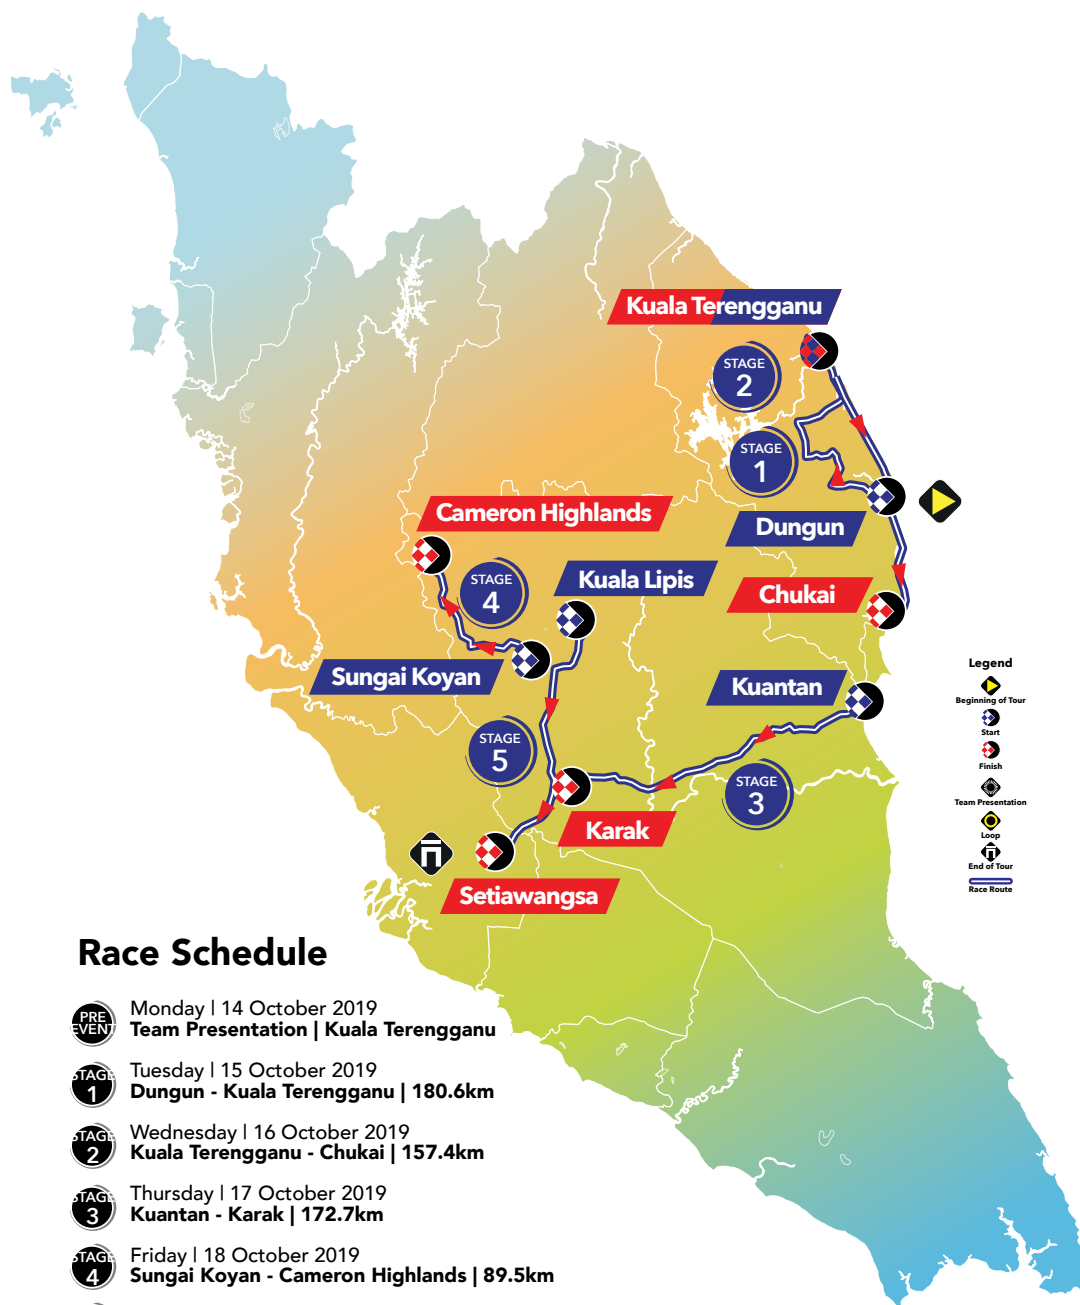 Kuala Terengganu
STAGE
2
STAGE
1
Dungun
Cameron Highlands
STAGE
4
Kuala Lipis
Chukai
Sungai Koyan
Kuantan
STAGE
5
STAGE
3
Karak
Setiawangsa
Legend
Beginning of Tour
Start
Finish
Team Presentation
Loop
End of Tour
Race Route
Race Schedule
PRE
EVENT
Monday | 14 October 2019
Team Presentation | Kuala Terengganu
STAGE
1
Tuesday | 15 October 2019
Dungun - Kuala Terengganu | 180.6km
STAGE
2
Wednesday | 16 October 2019
Kuala Terengganu - Chukai | 157.4km
STAGE
3
Thursday | 17 October 2019
Kuantan - Karak | 172.7km
STAGE
4
Friday | 18 October 2019
Sungai Koyan - Cameron Highlands | 89.5km